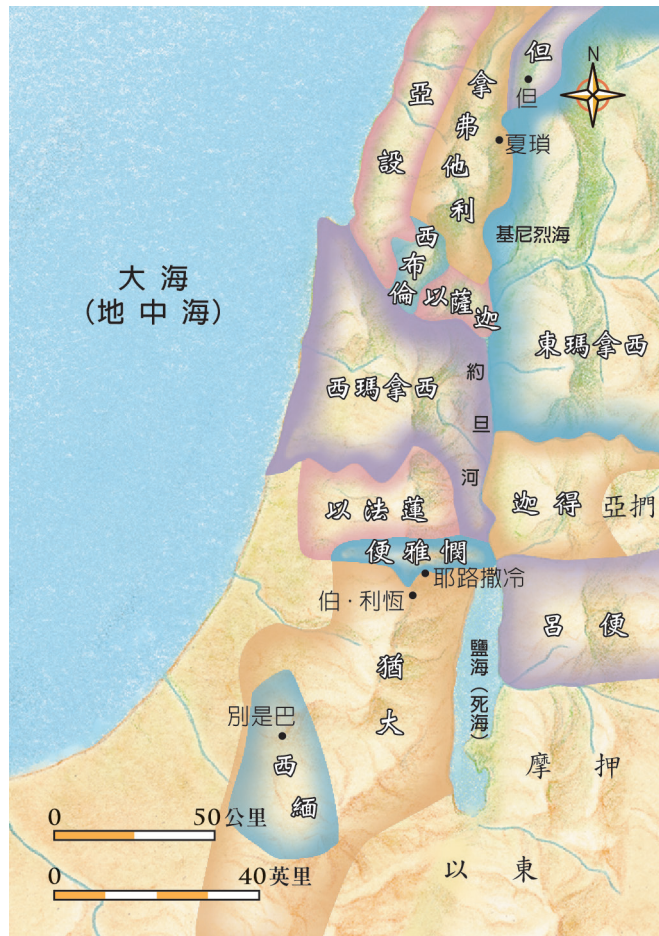 但
N
但
亞設
拿弗他利
夏瑣
西布倫
基尼烈海
大海
（地中海）
以薩迦
東瑪拿西
西瑪拿西
約旦河
以法蓮
迦得
亞捫
便雅憫
耶路撒冷
伯·利恆
呂便
鹽海（死海）
猶大
別是巴
西緬
摩押
0 50公里
以東
0 40英里